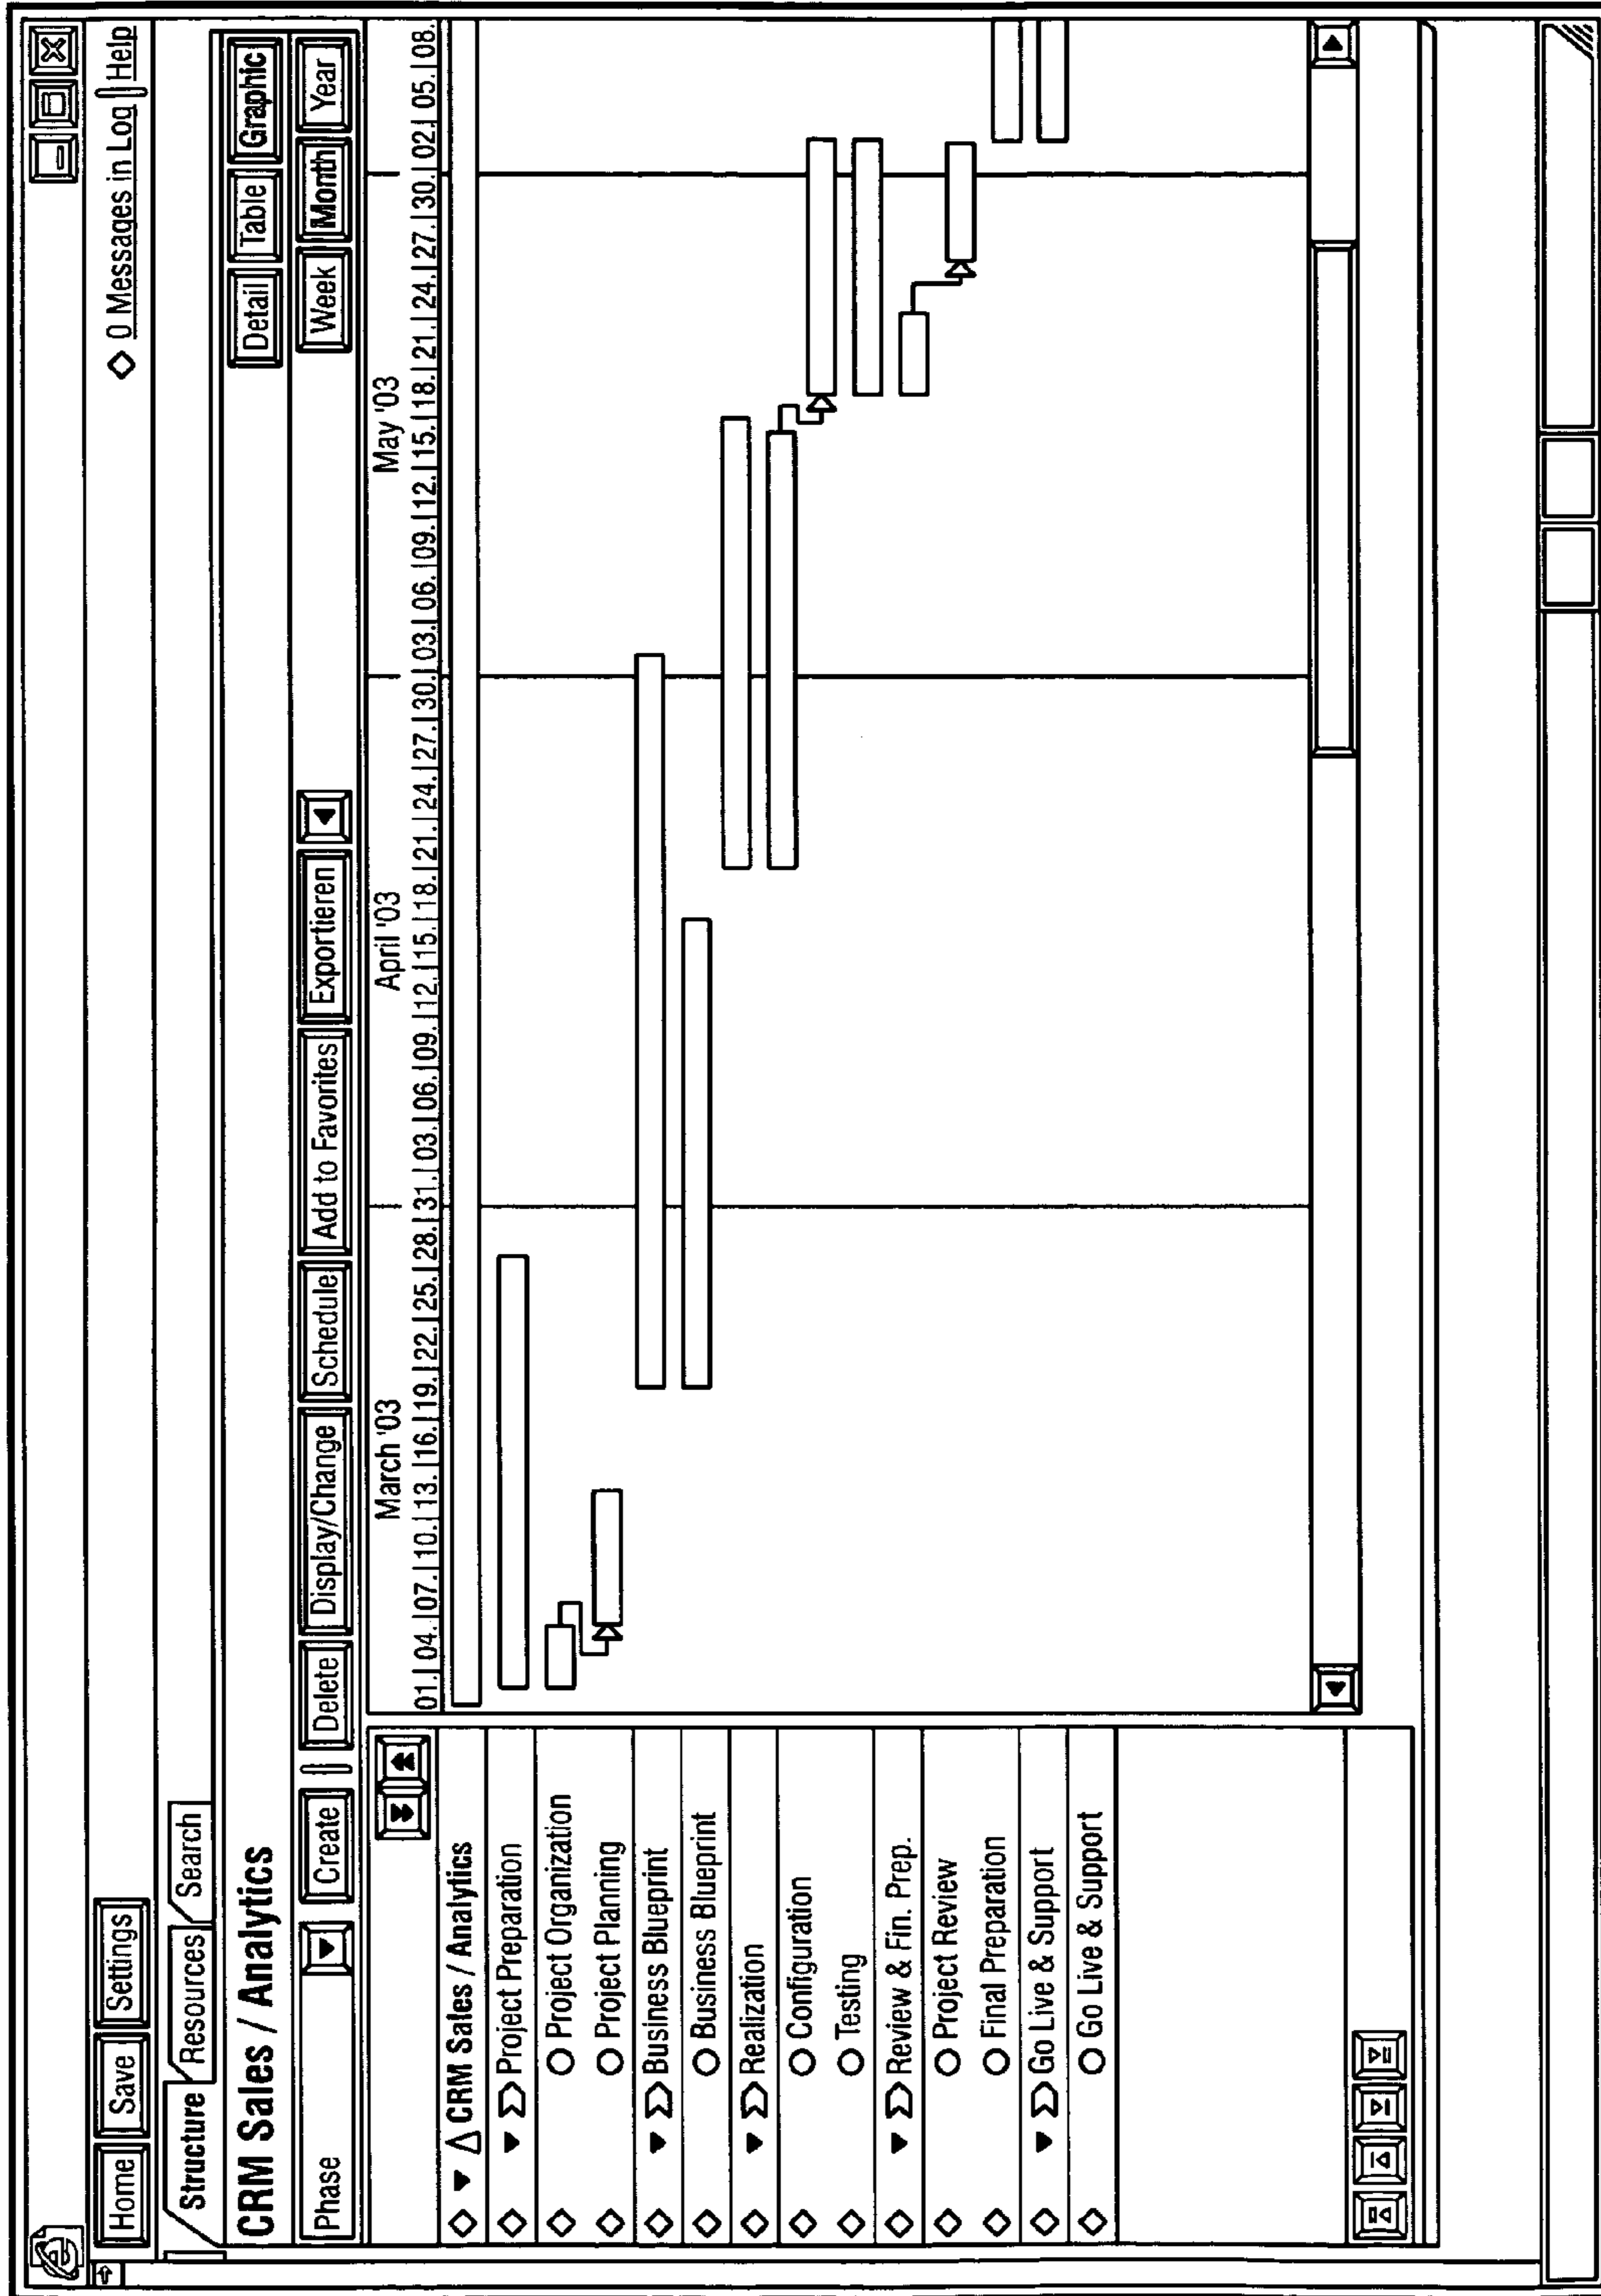 Home Save Settings
◇ 0 Messages in Log Help
Structure Resources Search
CRM Sales / Analytics
Detail Table Graphic
Phase Create Delete Display/Change Schedule Add to Favorites Exportieren
Week Month Year
March '03 April '03 May '03
01.|04.|07.|10.|13.|16.|19.|22.|25.|28.|31.|03.|06.|09.|12.|15.|18.|21.|24.|27.|30.|03.|06.|09.|12.|15.|18.|21.|24.|27.|30.|02.|05.|08.
CRM Sales / Analytics
Project Preparation
Project Organization
Project Planning
Business Blueprint
Business Blueprint
Realization
Configuration
Testing
Review & Fin. Prep.
Project Review
Final Preparation
Go Live & Support
Go Live & Support